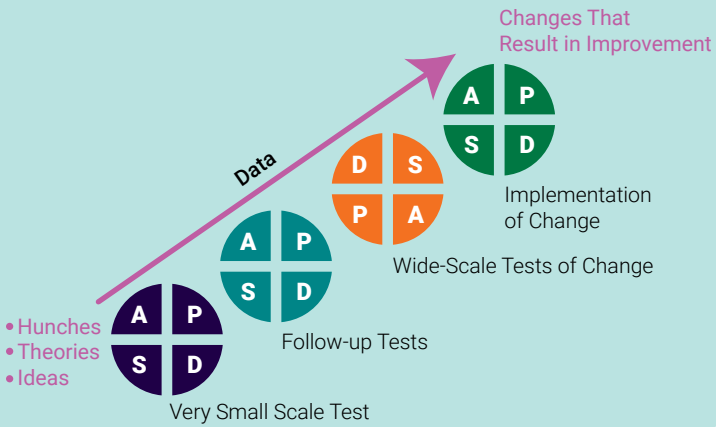 Changes That
Result in Improvement
A P
S D
Implementation
of Change
Data
D S
P A
Wide-Scale Tests of Change
A P
S D
Follow-up Tests
• Hunches
• Theories
• Ideas
A P
S D
Very Small Scale Test